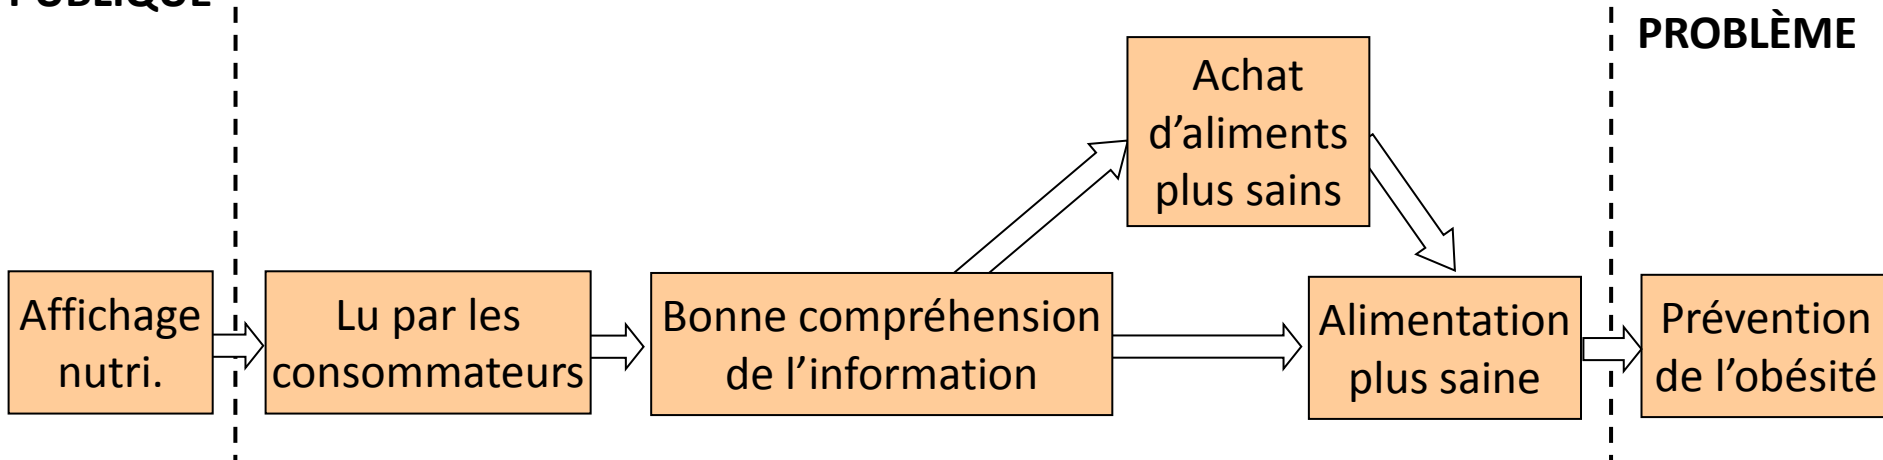 PUBLIQUE
PROBLÈME
Achat
d’aliments
plus sains
Affichage
nutri.
Lu par les
consommateurs
Bonne compréhension
de l’information
Alimentation
plus saine
Prévention
de l’obésité